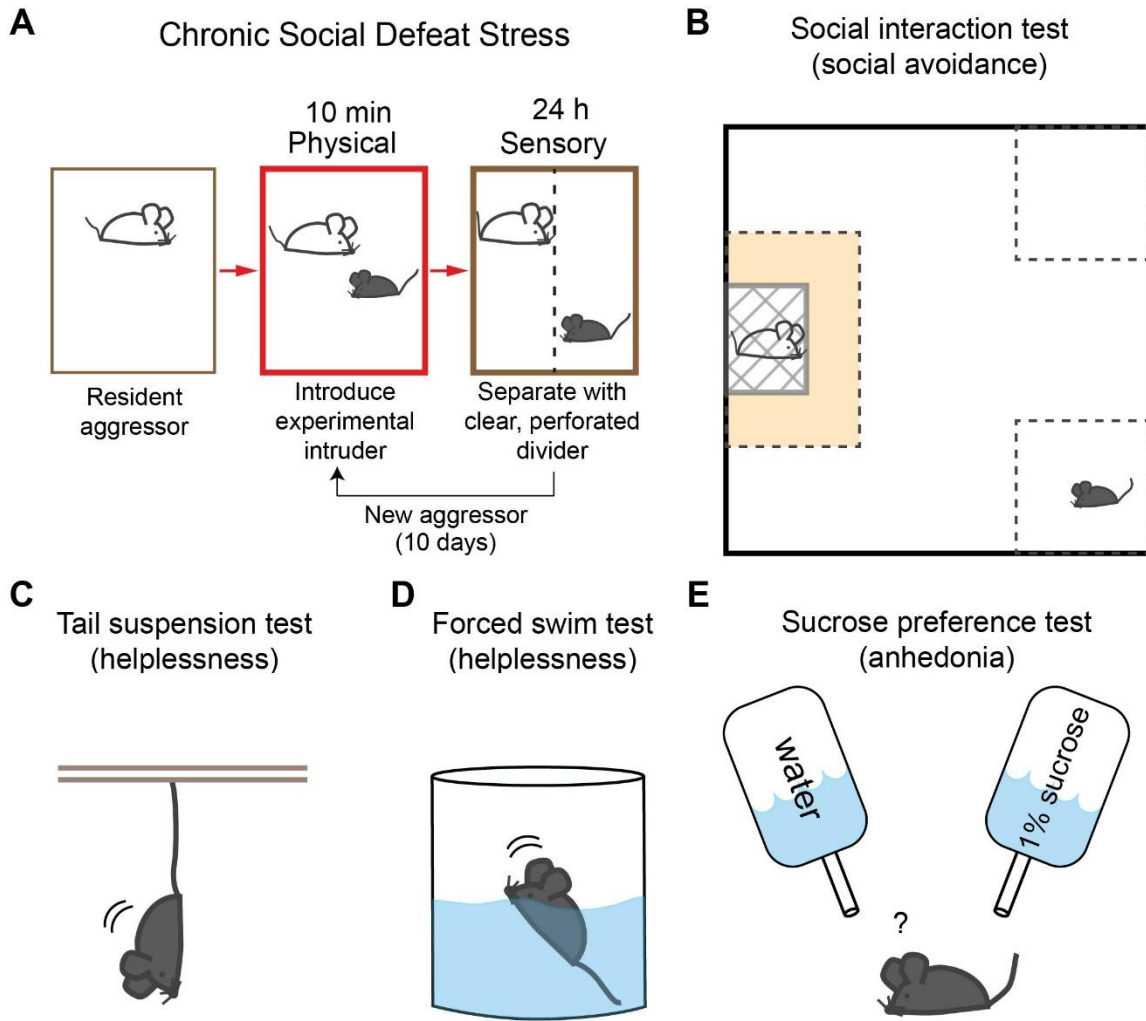 A
Chronic Social Defeat Stress
10 min
Physical
24 h
Sensory
Resident
aggressor
Introduce
experimental
intruder
Separate with
clear, perforated
divider
New aggressor
(10 days)
B
Social interaction test
(social avoidance)
C
Tail suspension test
(helplessness)
D
Forced swim test
(helplessness)
E
Sucrose preference test
(anhedonia)
water
1% sucrose
?